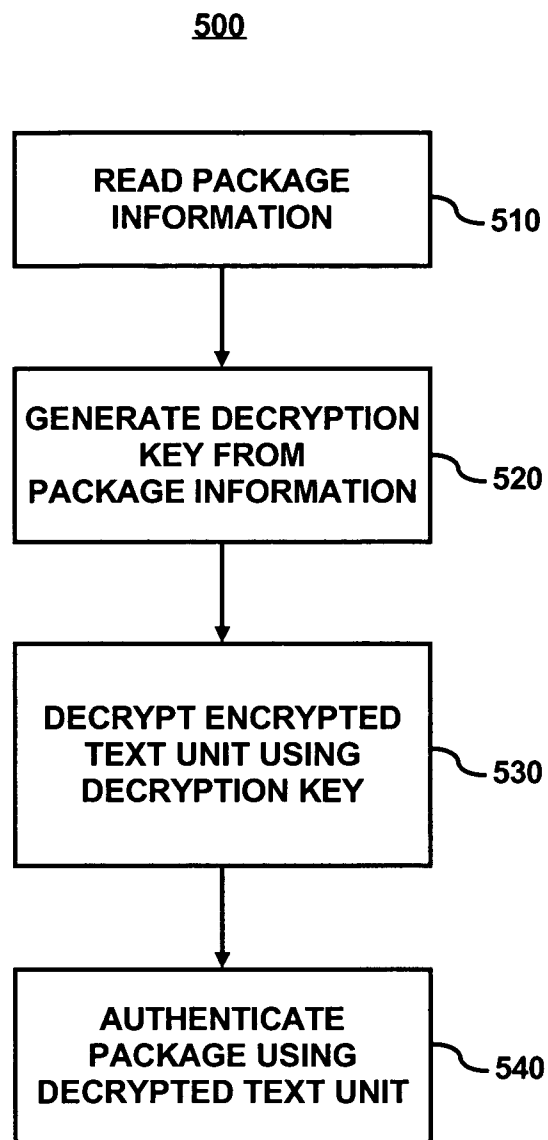 500
READ PACKAGE
INFORMATION
510
GENERATE DECRYPTION
KEY FROM
PACKAGE INFORMATION
520
DECRYPT ENCRYPTED
TEXT UNIT USING
DECRYPTION KEY
530
AUTHENTICATE
PACKAGE USING
DECRYPTED TEXT UNIT
540